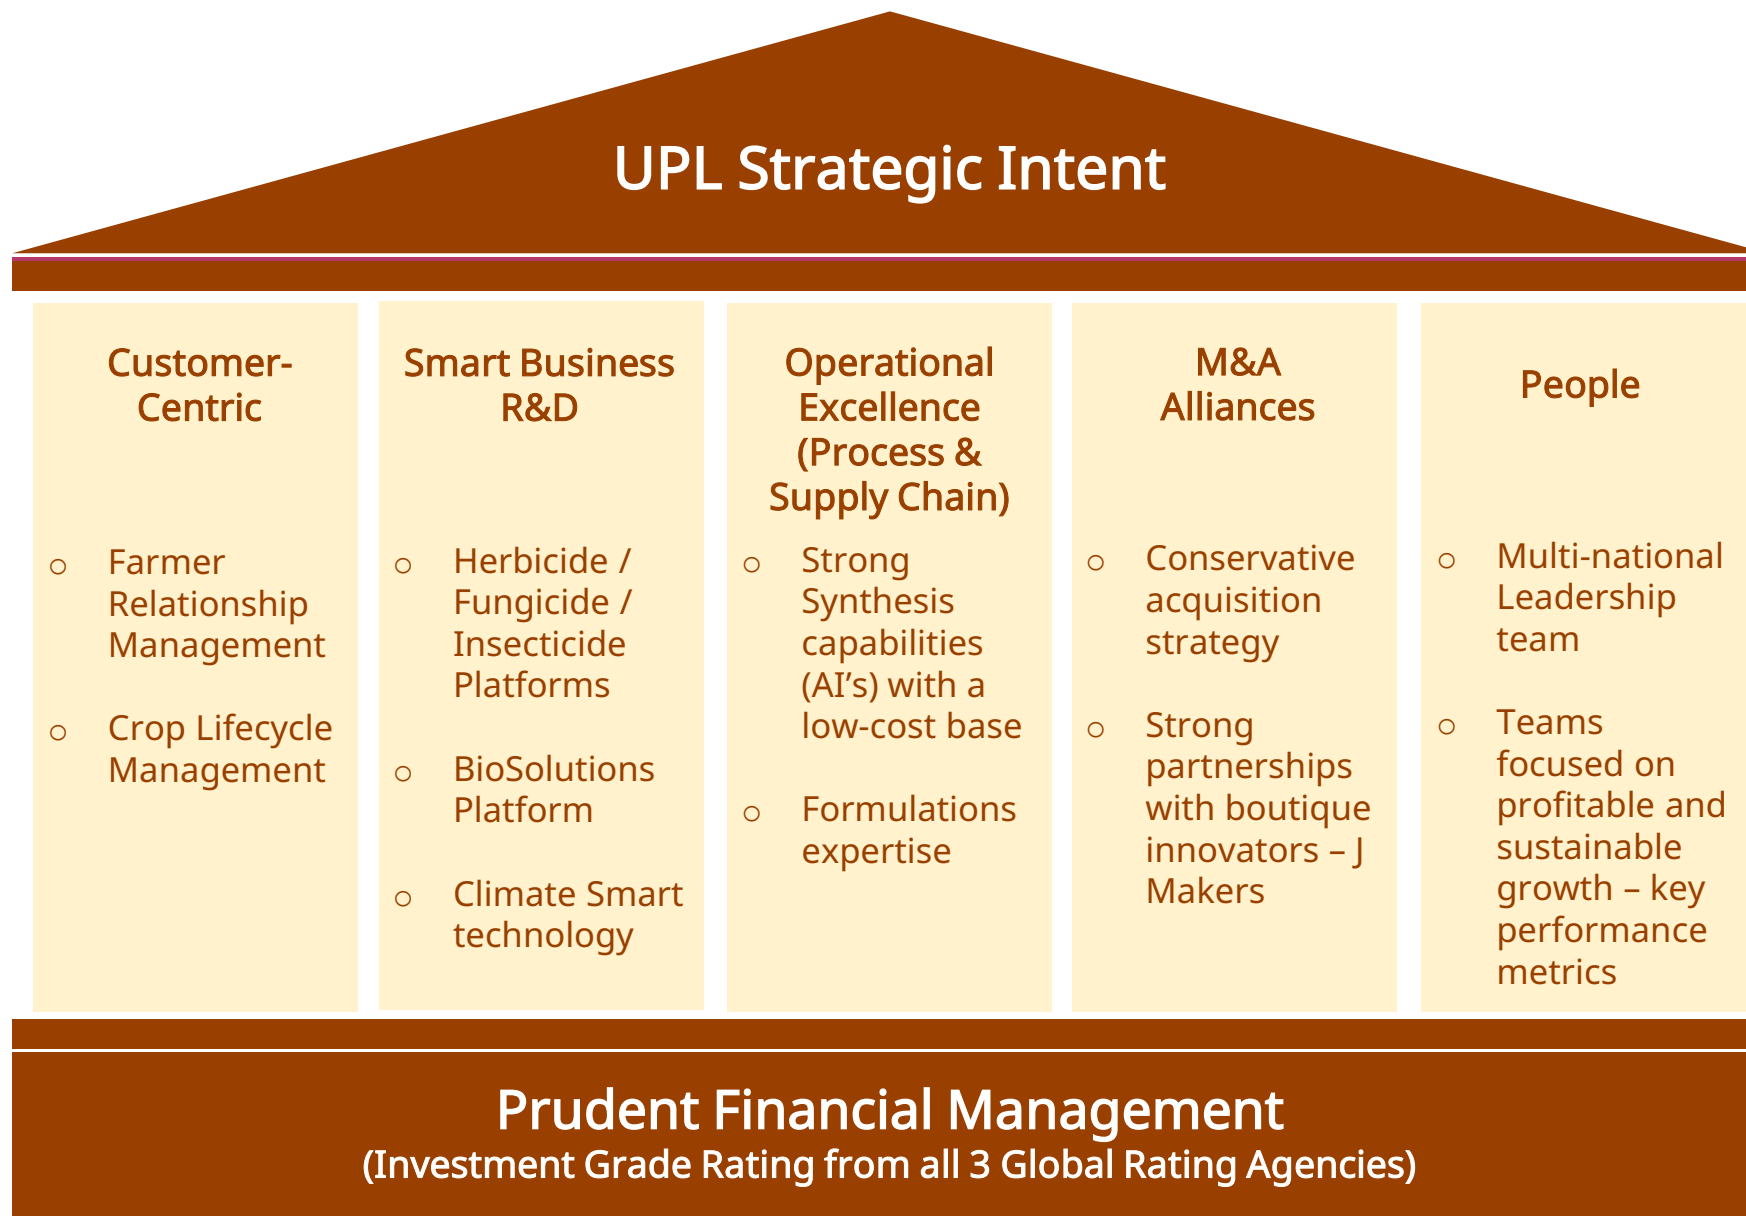 UPL Strategic Intent
Customer-
Centric
○ Farmer
Relationship
Management
○ Crop Lifecycle
Management
Smart Business
R&D
○ Herbicide /
Fungicide /
Insecticide
Platforms
○ BioSolutions
Platform
○ Climate Smart
technology
Operational
Excellence
(Process &
Supply Chain)
○ Strong
Synthesis
capabilities
(AI’s) with a
low-cost base
○ Formulations
expertise
M&A
Alliances
○ Conservative
acquisition
strategy
○ Strong
partnerships
with boutique
innovators – J
Makers
People
○ Multi-national
Leadership
team
○ Teams
focused on
profitable and
sustainable
growth – key
performance
metrics
Prudent Financial Management
(Investment Grade Rating from all 3 Global Rating Agencies)